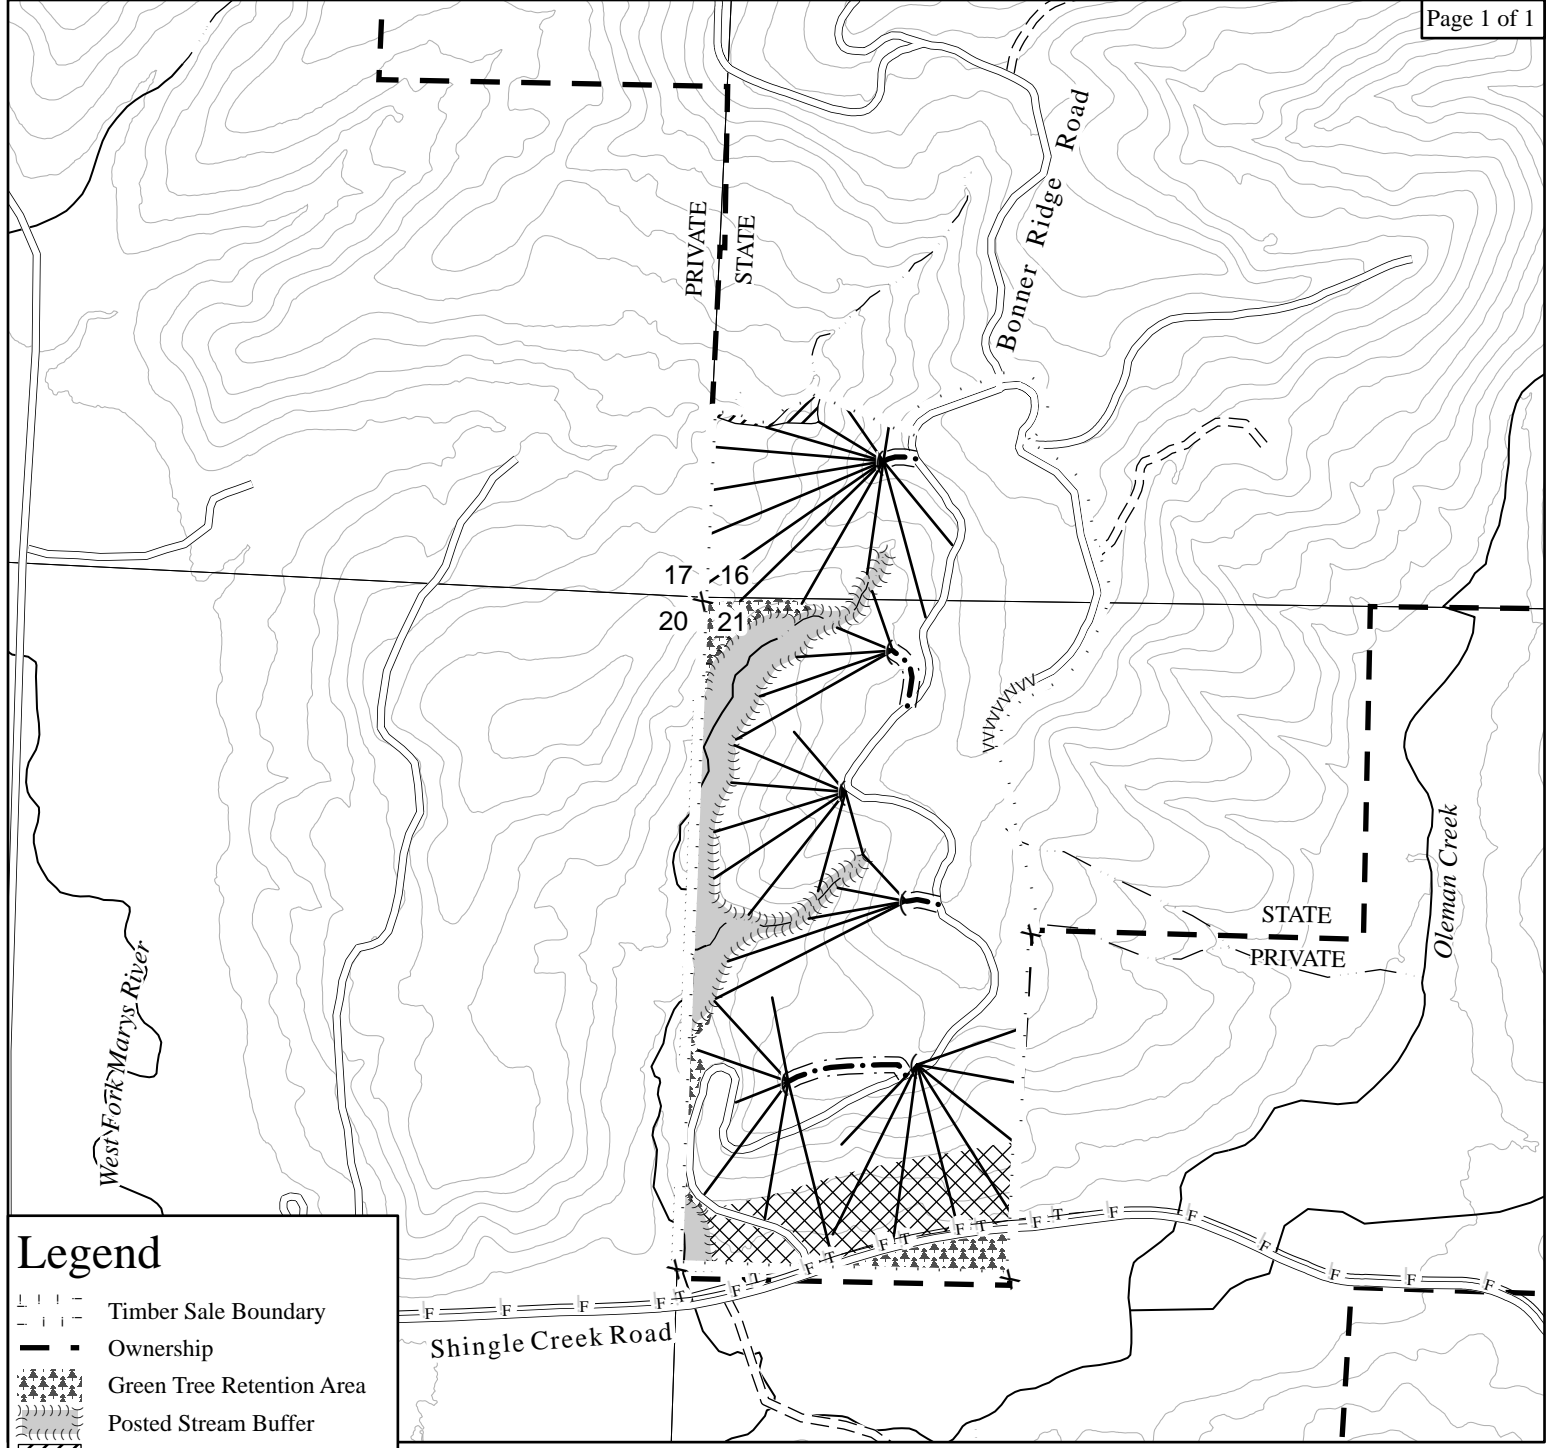 Page 1 of 1
Bonner Ridge Road
PRIVATE
STATE
17
16
20
21
STATE
PRIVATE
Oleman Creek
West Fork Marys River
VVVVVVVVV
F F F F T F T F T F T F T F T F F F F F F
Shingle Creek Road
Legend
Timber Sale Boundary
Ownership
Green Tree Retention Area
Posted Stream Buffer